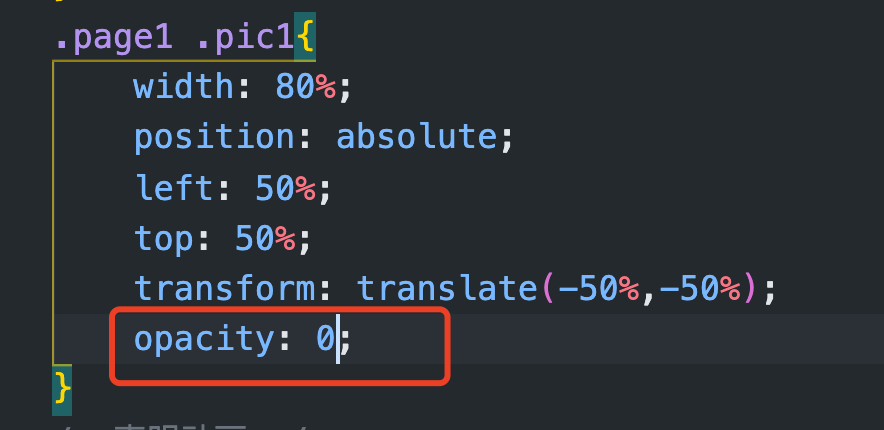 .page1 .pic1{
width: 80%;
position: absolute;
left: 50%;
top: 50%;
transform: translate(-50%,-50%);
opacity: 0;
}